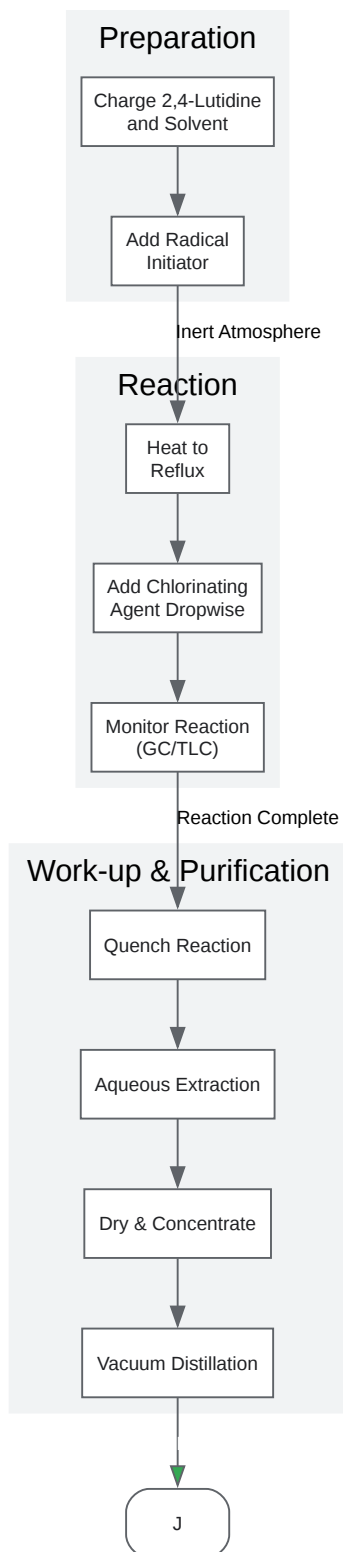 Preparation
Charge 2,4-Lutidine
and Solvent
Add Radical
Initiator
Inert Atmosphere
Reaction
Heat to
Reflux
Add Chlorinating
Agent Dropwise
Monitor Reaction
(GC/TLC)
Reaction Complete
Work-up & Purification
Quench Reaction
Aqueous Extraction
Dry & Concentrate
Vacuum Distillation
J